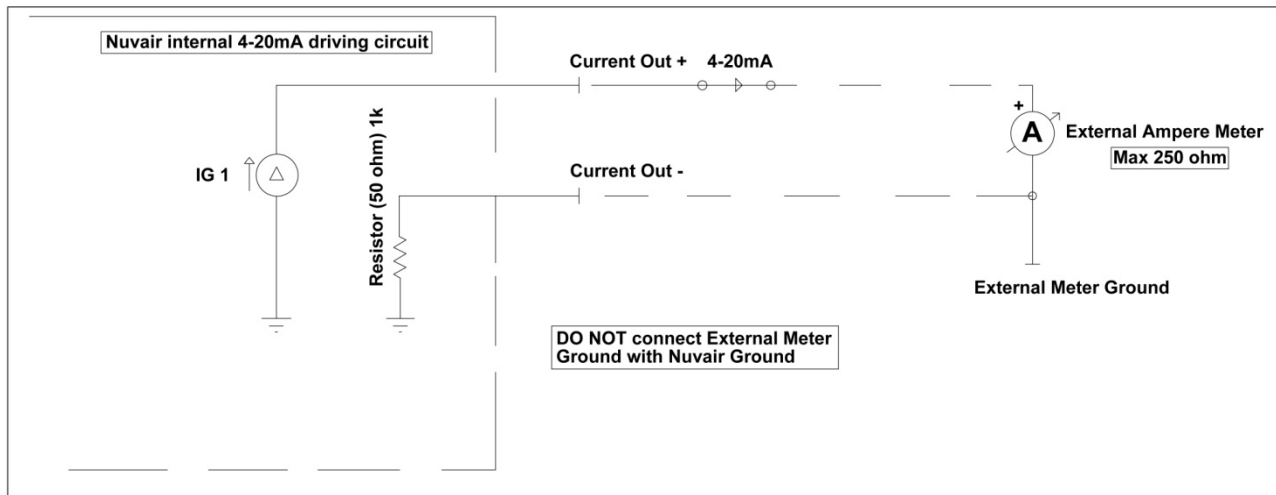 Nuvair internal 4-20mA driving circuit
Current Out + 4-20mA
+
A
External Ampere Meter
Max 250 ohm
IG 1
Resistor (50 ohm) 1k
Current Out -
External Meter Ground
DO NOT connect External Meter
Ground with Nuvair Ground